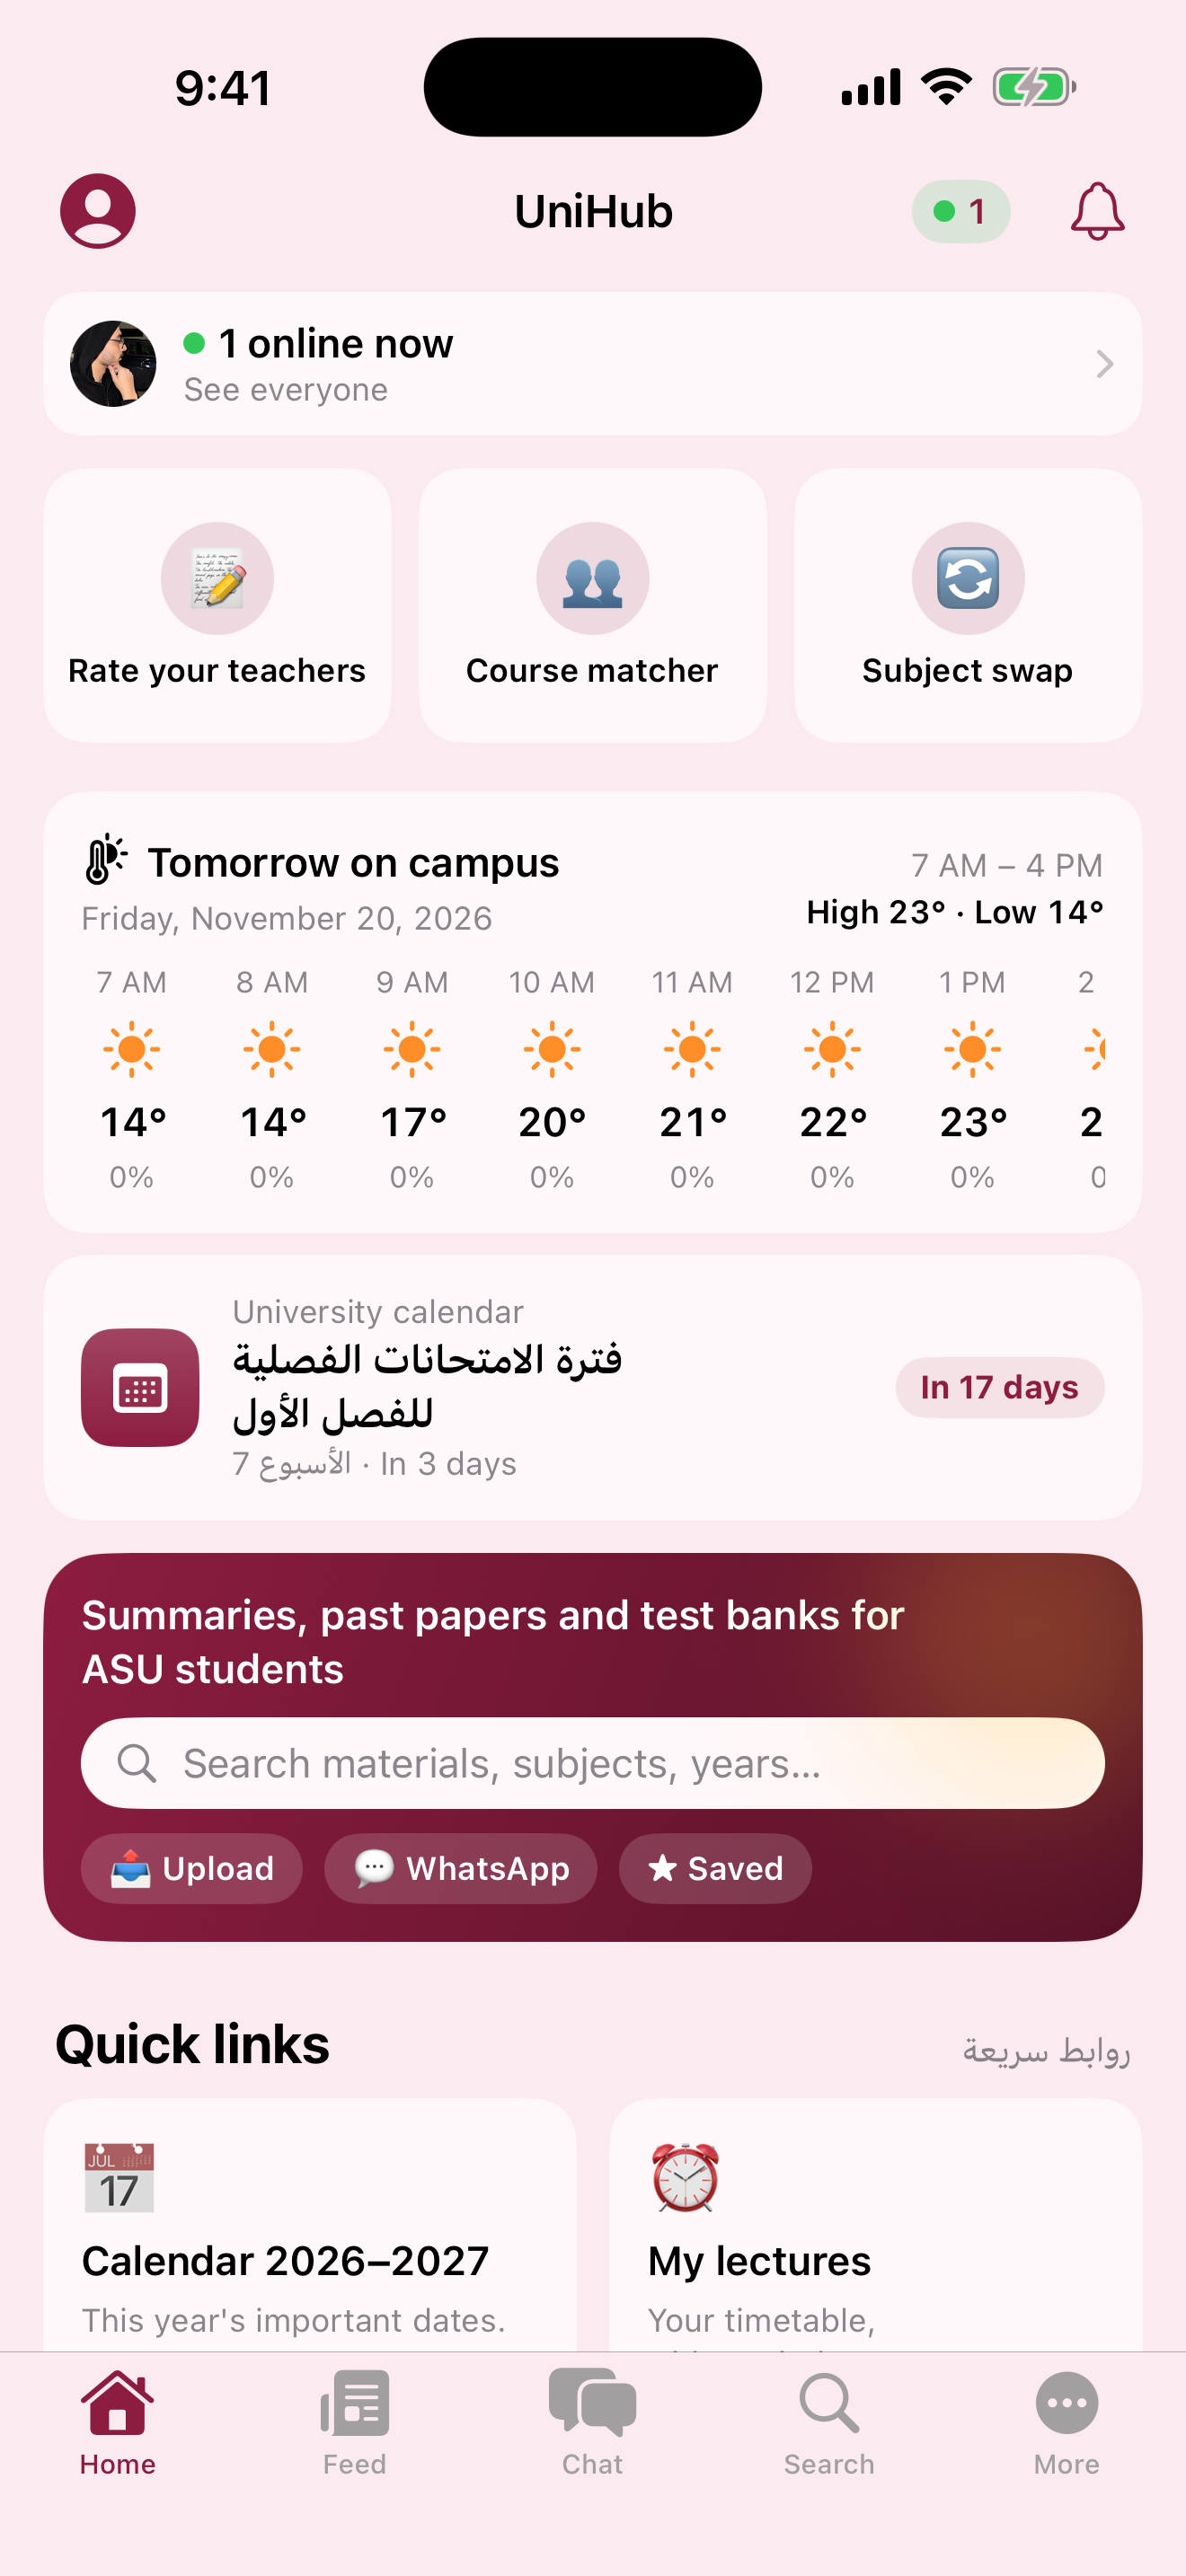 9:41
UniHub
1
1 online now
See everyone
Rate your teachers
Course matcher
Subject swap
Tomorrow on campus
7 AM – 4 PM
Friday, November 20, 2026
High 23° · Low 14°
7 AM 8 AM 9 AM 10 AM 11 AM 12 PM 1 PM 2
14° 14° 17° 20° 21° 22° 23° 2
0% 0% 0% 0% 0% 0% 0% 0
University calendar
فترة الامتحانات الفصلية
للفصل الأول
In 17 days
الأسبوع 7 · In 3 days
Summaries, past papers and test banks for
ASU students
Search materials, subjects, years...
Upload
WhatsApp
Saved
Quick links
روابط سريعة
JUL
17
Calendar 2026–2027
This year's important dates.
My lectures
Your timetable,
Home
Feed
Chat
Search
More